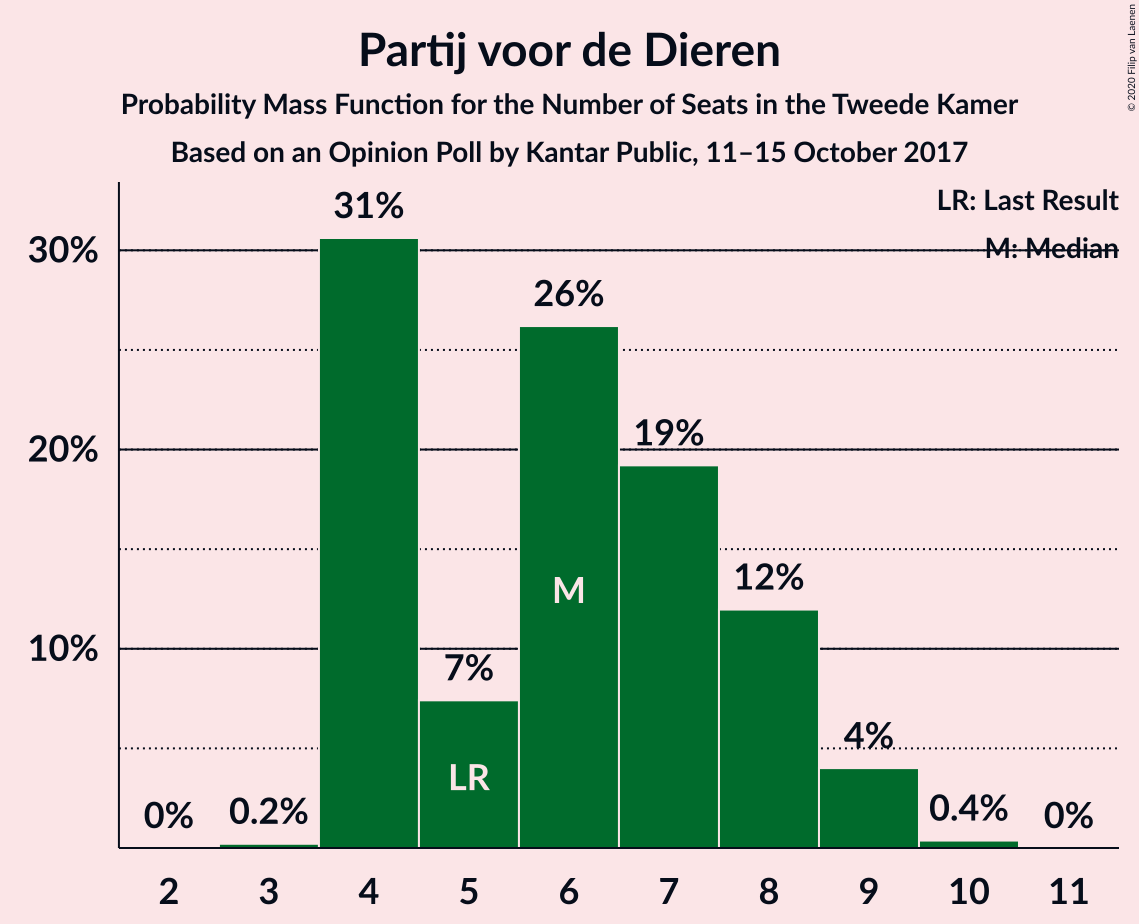 Partij voor de Dieren
Probability Mass Function for the Number of Seats in the Tweede Kamer
Based on an Opinion Poll by Kantar Public, 11–15 October 2017
© 2020 Filip van Laenen
LR: Last Result
M: Median
30%
20%
10%
0%
0.2%
31%
7%
26%
19%
12%
4%
0.4%
0%
LR
M
2 3 4 5 6 7 8 9 10 11